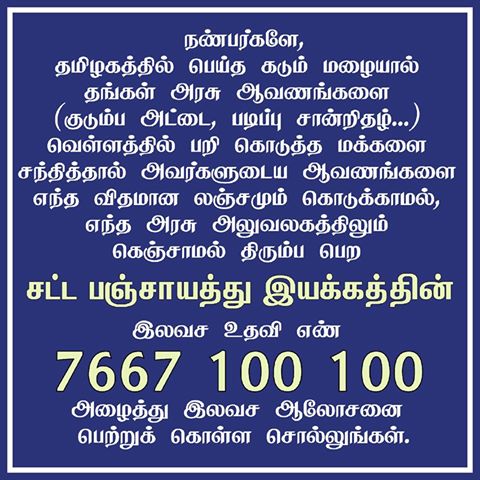 நண்பர்களே,
தமிழகத்தில் பெய்த கடும் மழையால்
தங்கள் அரசு ஆவணங்களை
(குடும்ப அட்டை, படிப்பு சான்றிதழ்...)
வெள்ளத்தில் பறி கொடுத்த மக்களை
சந்தித்தால் அவர்களுடைய ஆவணங்களை
எந்த விதமான லஞ்சமும் கொடுக்காமல்,
எந்த அரசு அலுவலகத்திலும்
கெஞ்சாமல் திரும்ப பெற
சட்ட பஞ்சாயத்து இயக்கத்தின்
இலவச உதவி எண்
7667 100 100
அழைத்து இலவச ஆலோசனை
பெற்றுக் கொள்ள சொல்லுங்கள்.